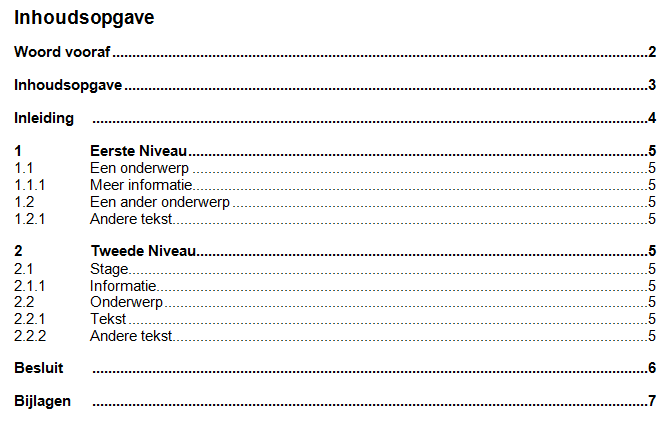 Inhoudsopgave
Woord vooraf 2
Inhoudsopgave 3
Inleiding 4
1 Eerste Niveau 5
1.1 Een onderwerp 5
1.1.1 Meer informatie 5
1.2 Een ander onderwerp 5
1.2.1 Andere tekst 5
2 Tweede Niveau 5
2.1 Stage 5
2.1.1 Informatie 5
2.2 Onderwerp 5
2.2.1 Tekst 5
2.2.2 Andere tekst 5
Besluit 6
Bijlagen 7